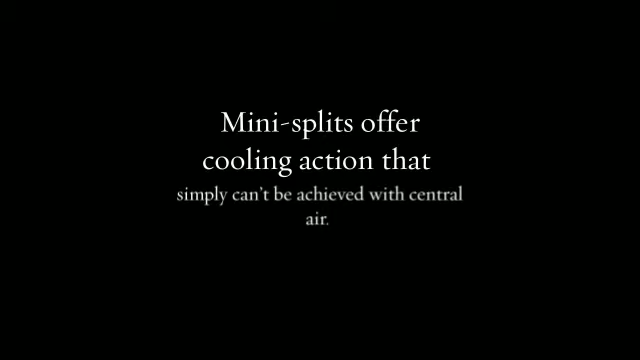 Mini-splits offer
cooling action that
simply can't be achieved with central
air.